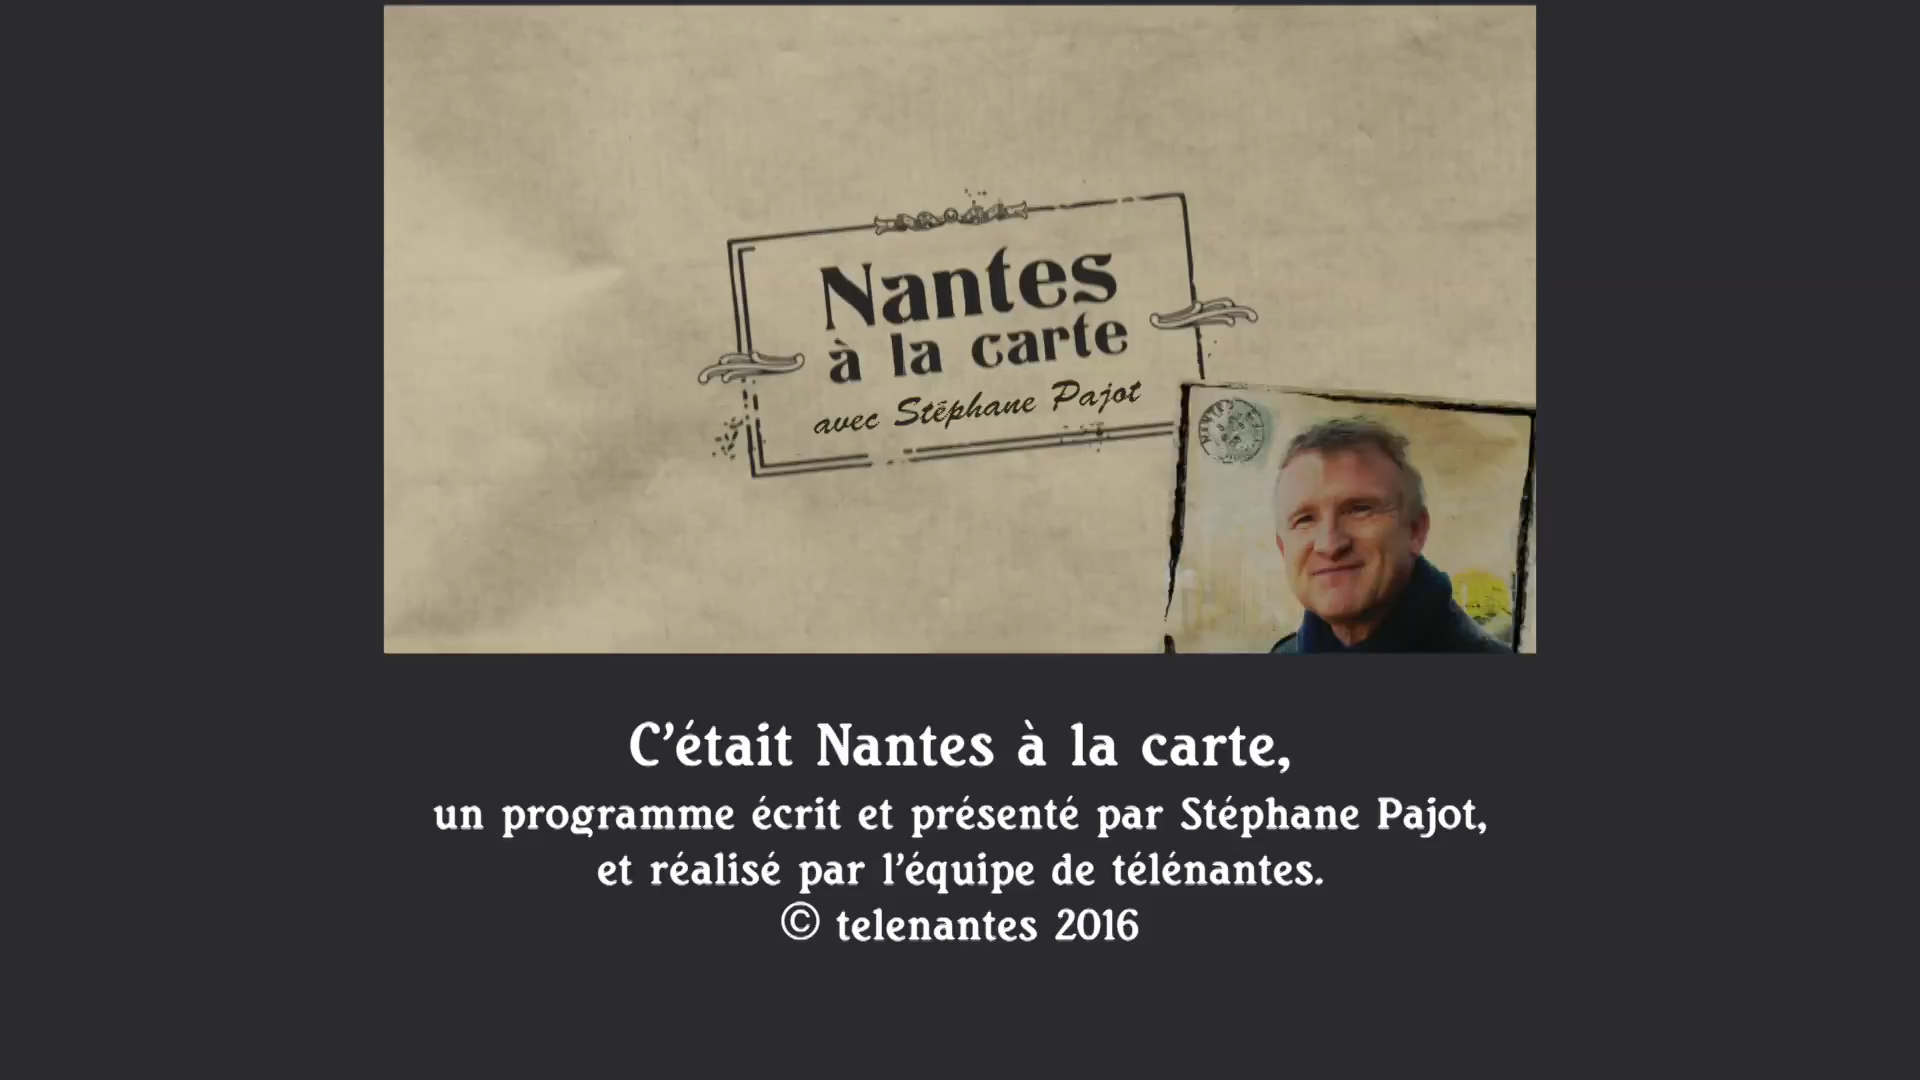 Nantes
à la carte
avec Stéphane Pajot
C'était Nantes à la carte,
un programme écrit et présenté par Stéphane Pajot,
et réalisé par l'équipe de télénantes.
© telenantes 2016